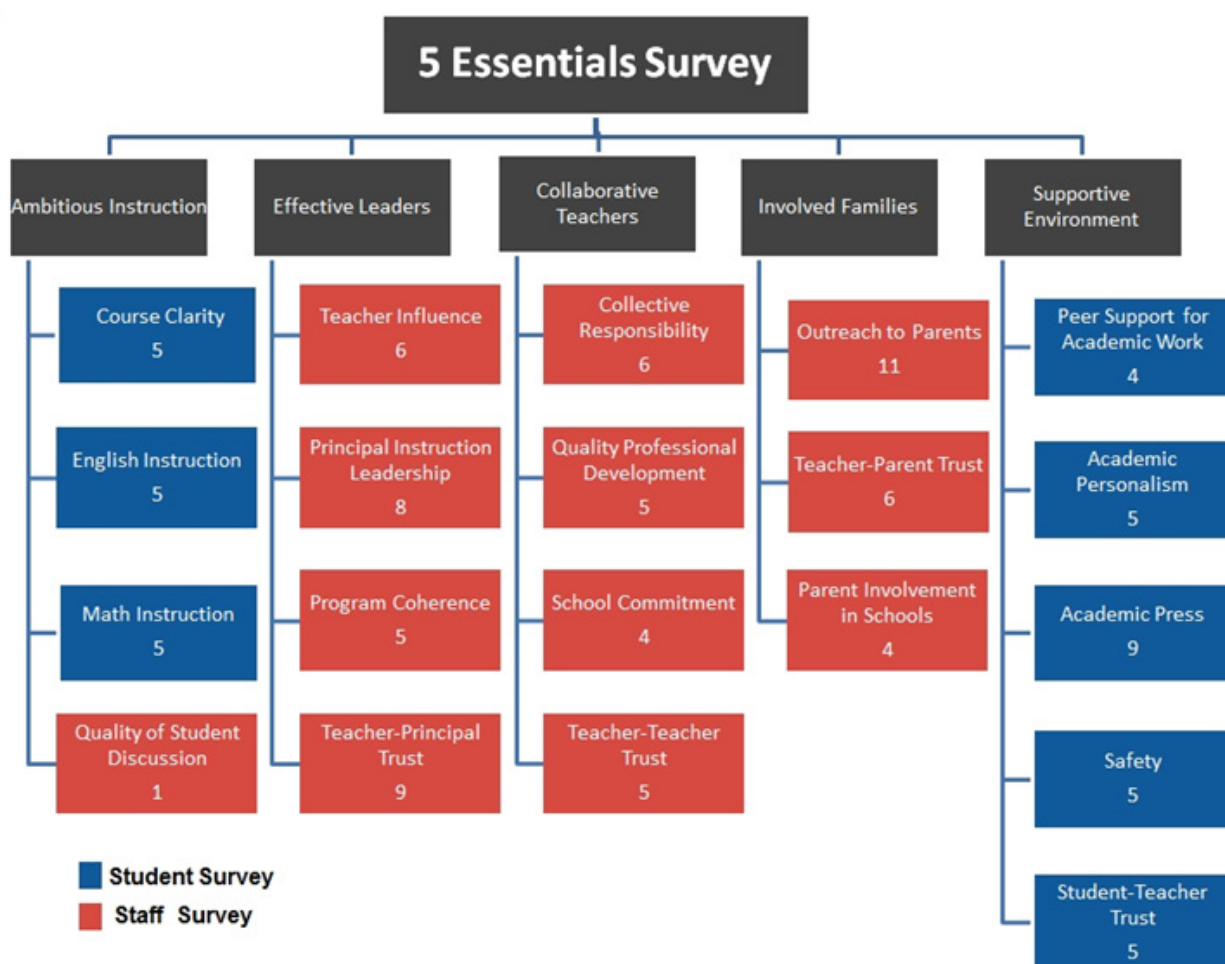 5 Essentials Survey
Ambitious Instruction
Effective Leaders
Collaborative
Teachers
Involved Families
Supportive
Environment
Course Clarity
5
English Instruction
5
Math Instruction
5
Quality of Student
Discussion
1
Teacher Influence
6
Principal Instruction
Leadership
8
Program Coherence
5
Teacher-Principal
Trust
9
Collective
Responsibility
6
Quality Professional
Development
5
School Commitment
4
Teacher-Teacher
Trust
5
Outreach to Parents
11
Teacher-Parent Trust
6
Parent Involvement
in Schools
4
Peer Support for
Academic Work
4
Academic
Personalism
5
Academic Press
9
Safety
5
Student-Teacher
Trust
5
Student Survey
Staff Survey